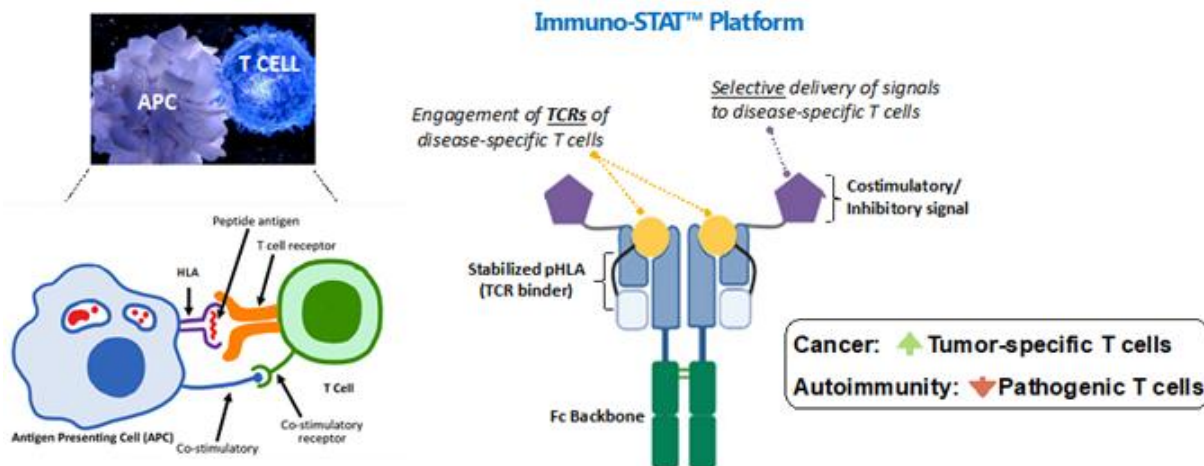 Immuno-STAT™ Platform
APC
T CELL
Engagement of TCRs of
disease-specific T cells
Selective delivery of signals
to disease-specific T cells
Costimulatory/
Inhibitory signal
Stabilized pHLA
(TCR binder)
Fc Backbone
Peptide antigen
T cell receptor
HLA
T Cell
Antigen Presenting Cell (APC)
Co-stimulatory
Co-stimulatory
receptor
Cancer: Tumor-specific T cells
Autoimmunity: Pathogenic T cells